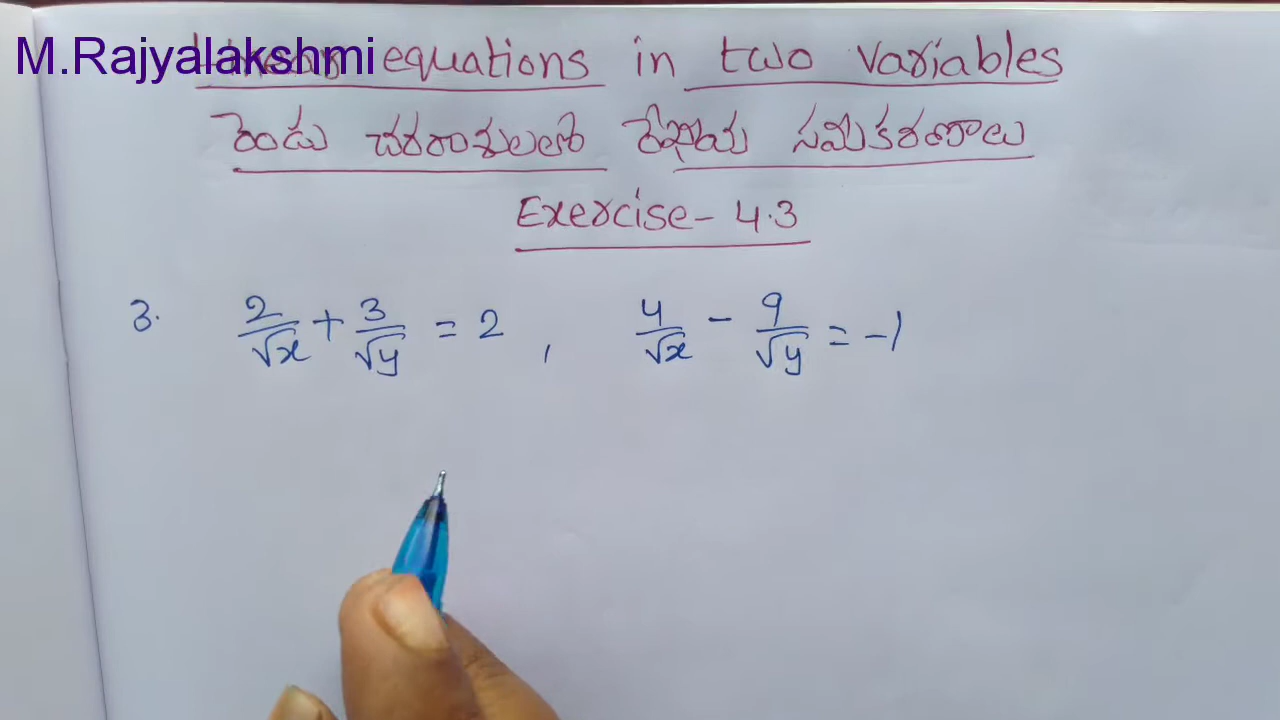 M.Rajyalakshmi
Linear equations in two variables
రెండు చరరాశులలో రేఖీయ సమీకరణాలు
Exercise - 4.3
3. 2/√x + 3/√y = 2 , 4/√x - 9/√y = -1